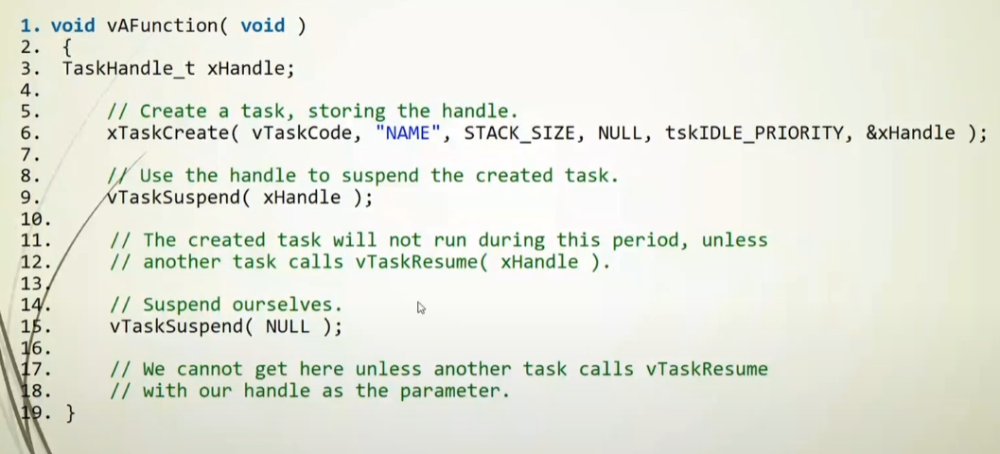 1. void vAFunction( void )
2. {
3. TaskHandle_t xHandle;
4.
5. // Create a task, storing the handle.
6. xTaskCreate( vTaskCode, "NAME", STACK_SIZE, NULL, tskIDLE_PRIORITY, &xHandle );
7.
8. // Use the handle to suspend the created task.
9. vTaskSuspend( xHandle );
10.
11. // The created task will not run during this period, unless
12. // another task calls vTaskResume( xHandle ).
13.
14. // Suspend ourselves.
15. vTaskSuspend( NULL );
16.
17. // We cannot get here unless another task calls vTaskResume
18. // with our handle as the parameter.
19. }